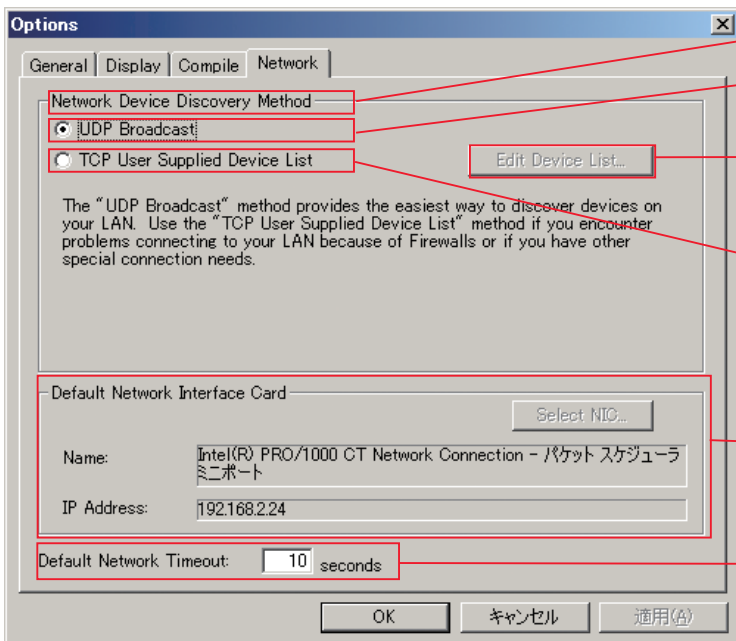 Options
General
Display
Compile
Network
Network Device Discovery Method
UDP Broadcast
TCP User Supplied Device List
Edit Device List...
The "UDP Broadcast" method provides the easiest way to discover devices on
your LAN. Use the "TCP User Supplied Device List" method if you encounter
problems connecting to your LAN because of Firewalls or if you have other
special connection needs.
Default Network Interface Card
Select NIC...
Name:
Intel(R) PRO/1000 CT Network Connection - パケット スケジューラ
ミニポート
IP Address:
192.168.2.24
Default Network Timeout: 10 seconds
OK
キャンセル
適用(A)